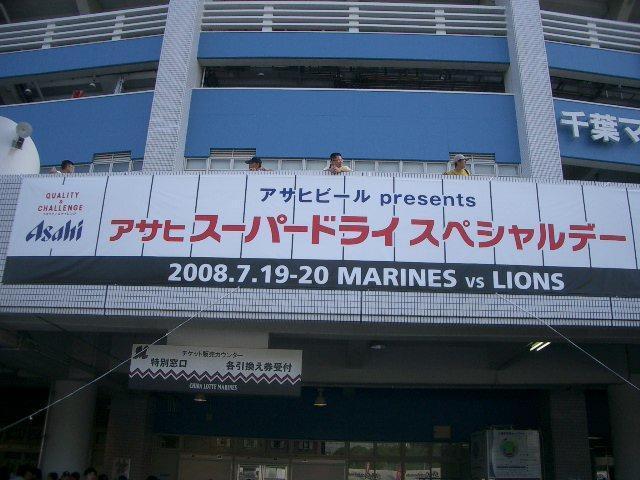 千葉マ
アサヒビール presents
QUALITY
&
CHALLENGE
Asahi
アサヒ スーパードライ スペシャルデー
2008.7.19-20 MARINES vs LIONS
チケット販売カウンター
特別窓口 各引換え券受付
CHIBA LOTTE MARINES